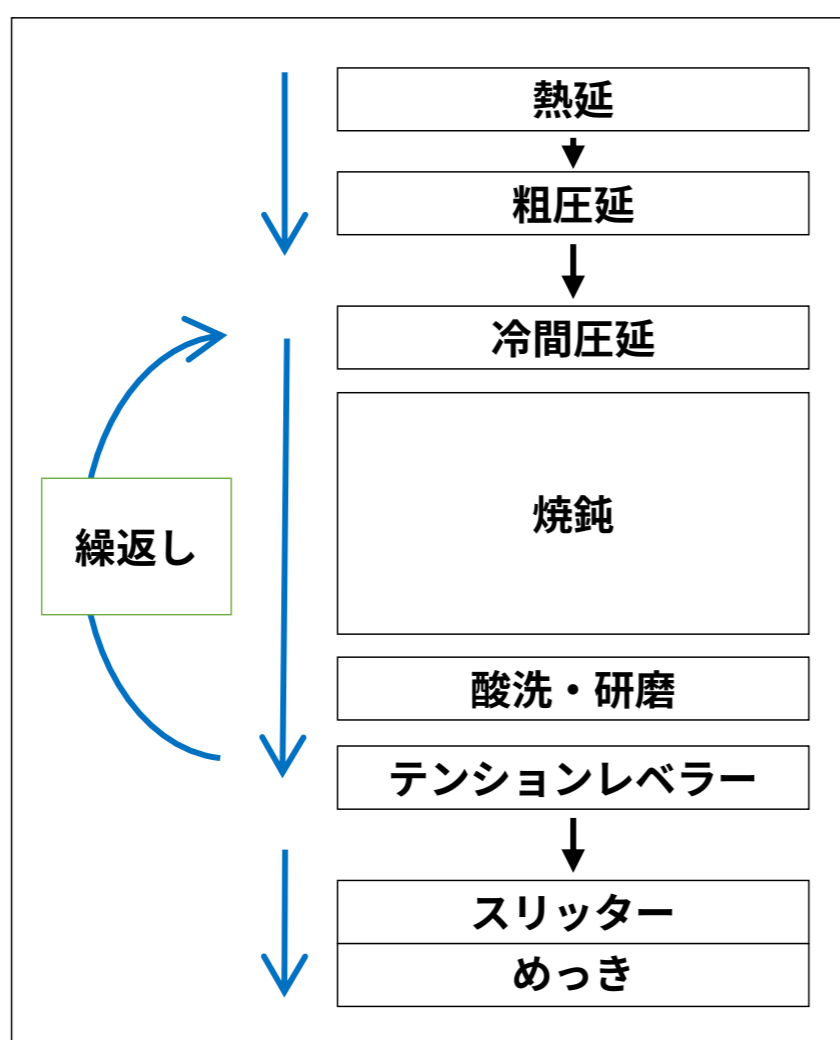 熱延
粗圧延
冷間圧延
焼鈍
繰返し
酸洗・研磨
テンションレベラー
スリッター
めっき